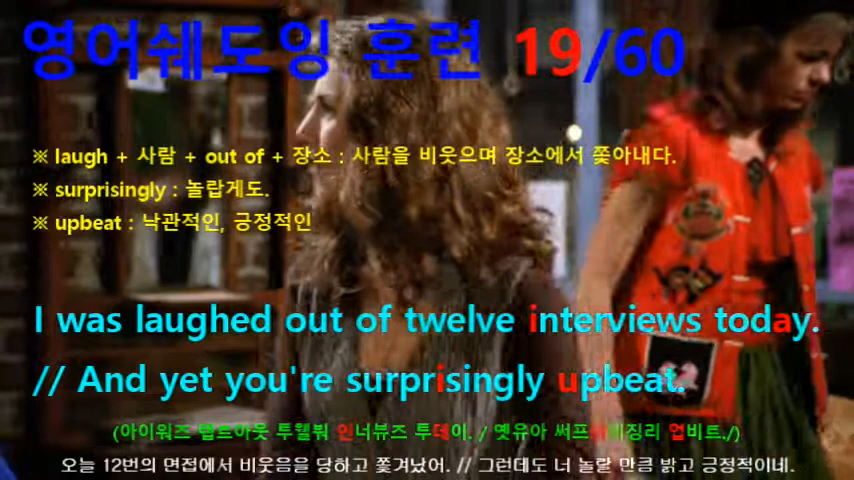 영어쉐도잉 훈련 19/60
※ laugh + 사람 + out of + 장소 : 사람을 비웃으며 장소에서 쫓아내다.
※ surprisingly : 놀랍게도.
※ upbeat : 낙관적인, 긍정적인
I was laughed out of twelve interviews today.
// And yet you're surprisingly upbeat.
(아이워즈 랩트아웃 투웰붜 인너뷰즈 투데이. / 옛유아 써프라이징리 업비트./)
오늘 12번의 면접에서 비웃음을 당하고 쫓겨났어. // 그런데도 너 놀랄 만큼 밝고 긍정적이네.